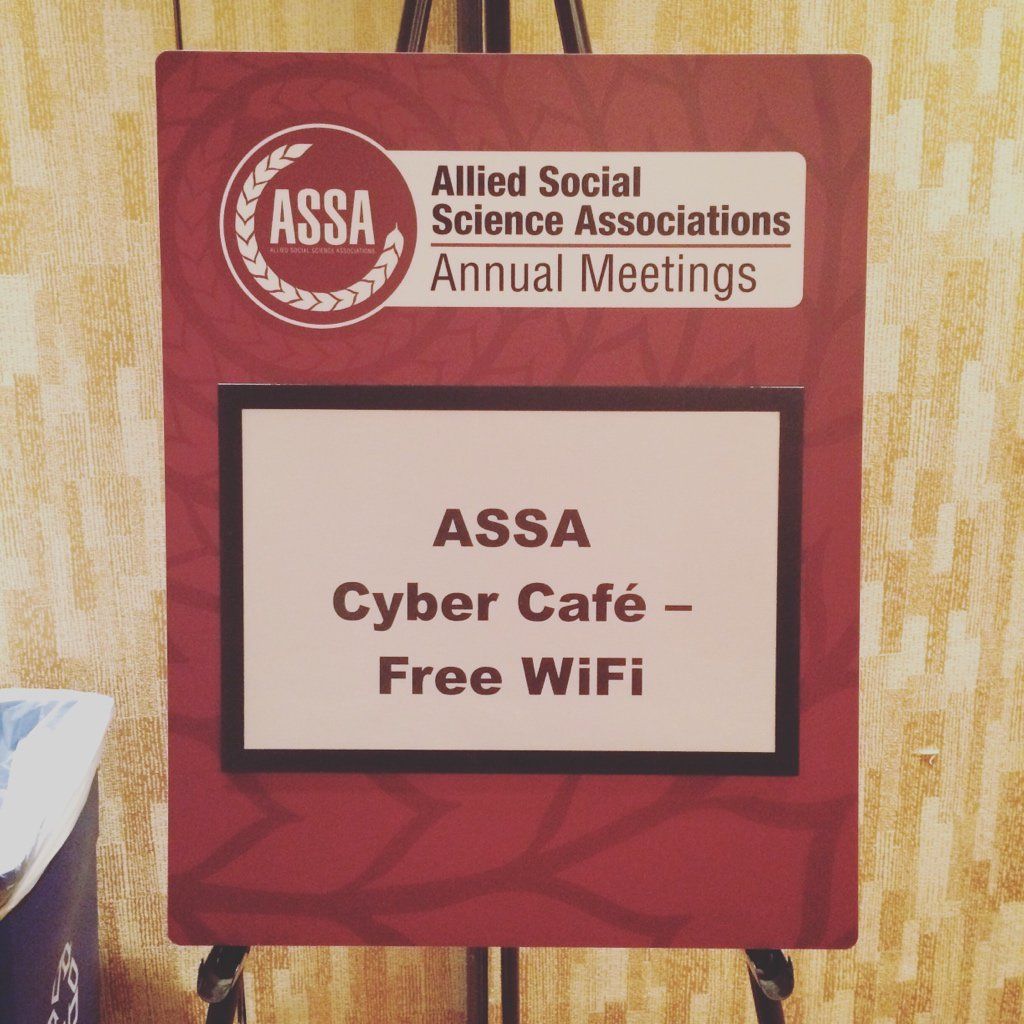 ASSA
ALLIED SOCIAL SCIENCE ASSOCIATIONS
Allied Social
Science Associations
Annual Meetings
ASSA
Cyber Café –
Free WiFi